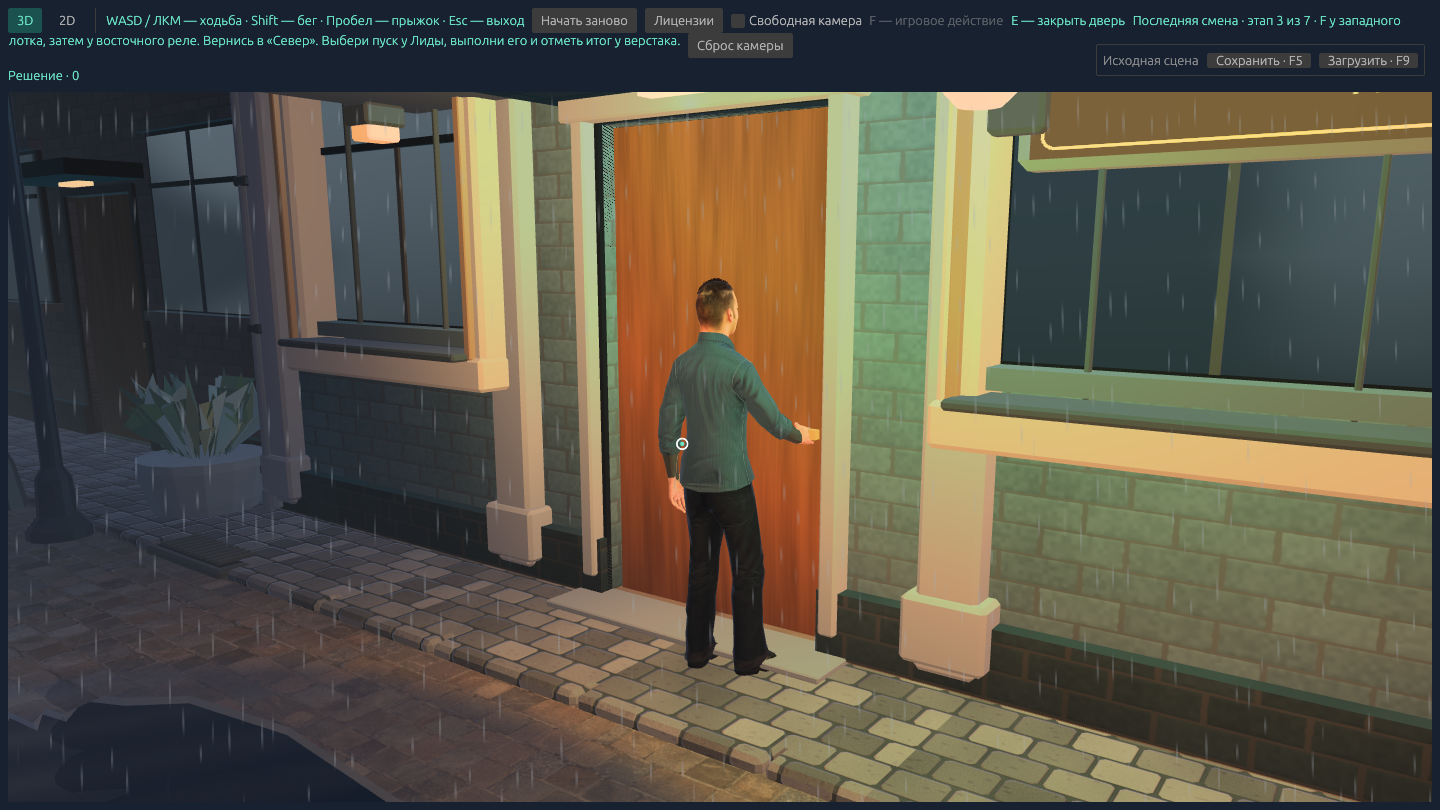 3D 2D WASD / ЛКМ — ходьба · Shift — бег · Пробел — прыжок · Esc — выход Начать заново Лицензии Свободная камера F — игровое действие E — закрыть дверь Последняя смена · этап 3 из 7 · F у западного
лотка, затем у восточного реле. Вернись в «Север». Выбери пуск у Лиды, выполни его и отметь итог у верстака. Сброс камеры
Исходная сцена Сохранить · F5 Загрузить · F9
Решение · 0